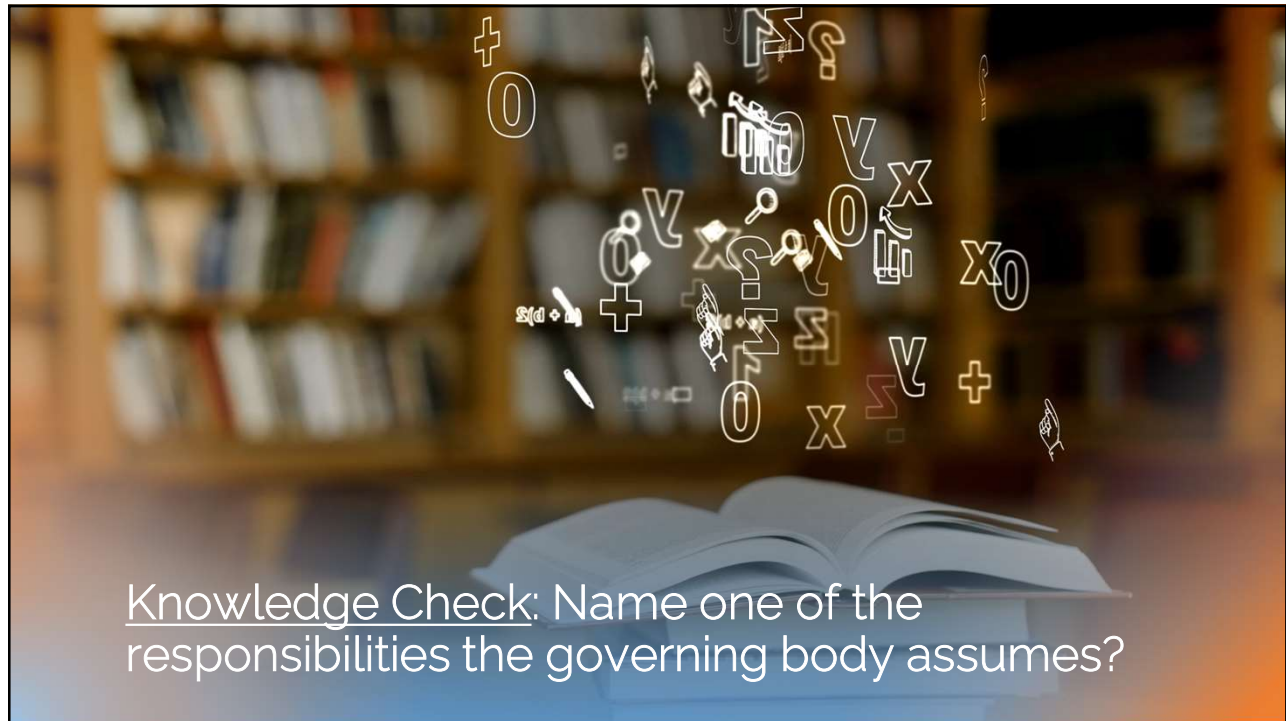 Knowledge Check: Name one of the
responsibilities the governing body assumes?